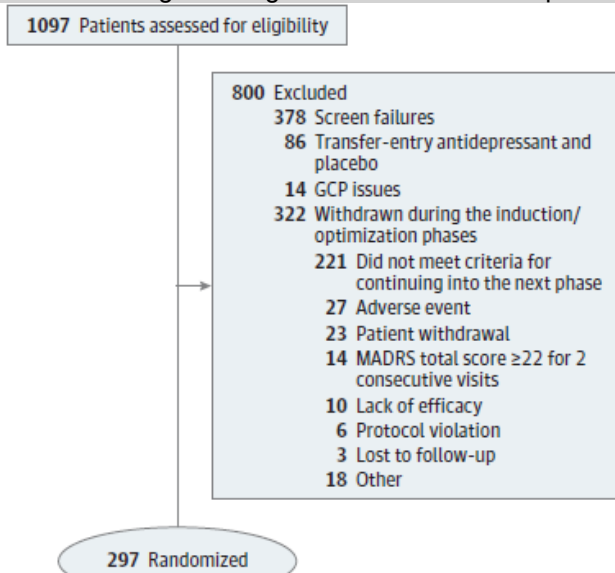 1097 Patients assessed for eligibility
800 Excluded
378 Screen failures
86 Transfer-entry antidepressant and
placebo
14 GCP issues
322 Withdrawn during the induction/
optimization phases
221 Did not meet criteria for
continuing into the next phase
27 Adverse event
23 Patient withdrawal
14 MADRS total score ≥22 for 2
consecutive visits
10 Lack of efficacy
6 Protocol violation
3 Lost to follow-up
18 Other
297 Randomized